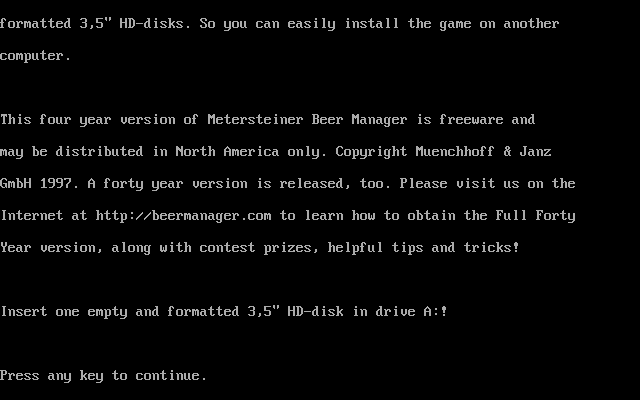 formatted 3,5" HD-disks. So you can easily install the game on another
computer.
This four year version of Metersteiner Beer Manager is freeware and
may be distributed in North America only. Copyright Muenchhoff & Janz
GmbH 1997. A forty year version is released, too. Please visit us on the
Internet at http://beermanager.com to learn how to obtain the Full Forty
Year version, along with contest prizes, helpful tips and tricks!
Insert one empty and formatted 3,5" HD-disk in drive A:!
Press any key to continue.